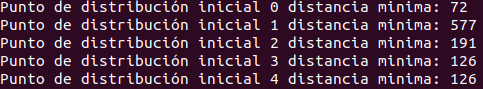 Punto de distribución inicial 0 distancia minima: 72
Punto de distribución inicial 1 distancia minima: 577
Punto de distribución inicial 2 distancia minima: 191
Punto de distribución inicial 3 distancia minima: 126
Punto de distribución inicial 4 distancia minima: 126